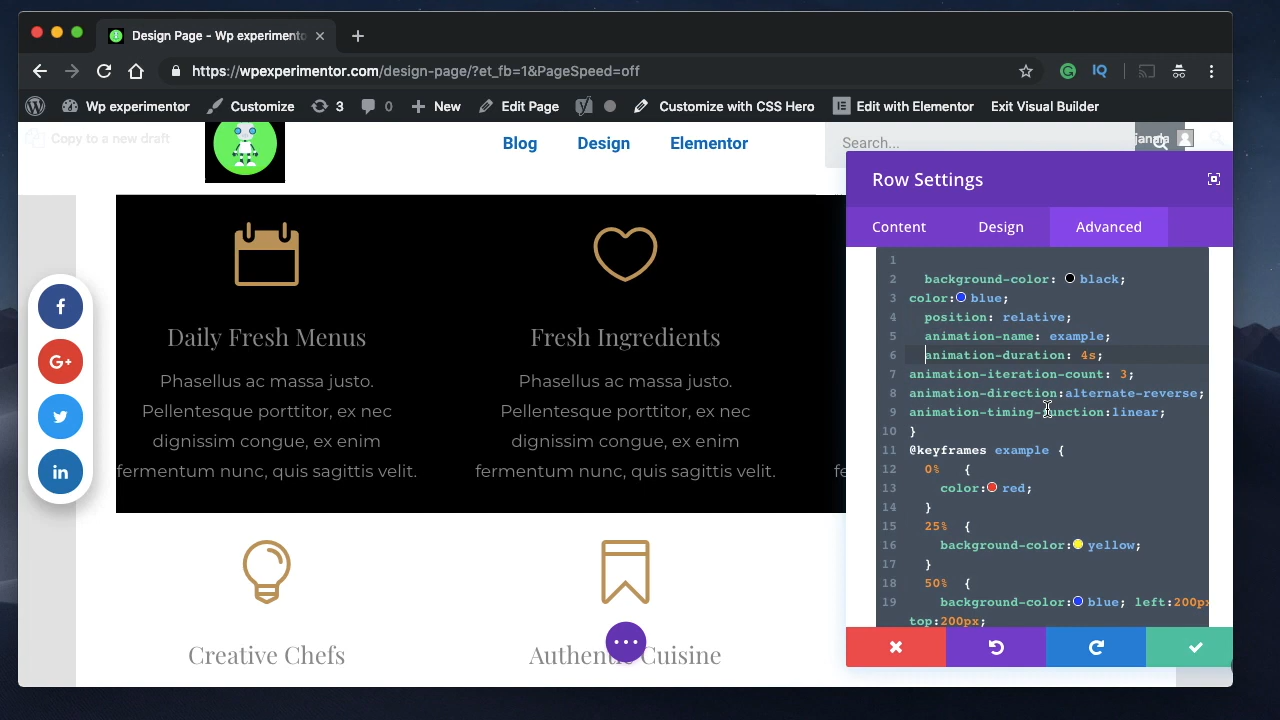 Design Page - Wp experimento
https://wpexperimentor.com/design-page/?et_fb=1&PageSpeed=off
Wp experimentor
Customize
3
0
New
Edit Page
Customize with CSS Hero
Edit with Elementor
Exit Visual Builder
Copy to a new draft
Blog
Design
Elementor
Search...
janala
Daily Fresh Menus
Phasellus ac massa justo.
Pellentesque porttitor, ex nec
dignissim congue, ex enim
fermentum nunc, quis sagittis velit.
Fresh Ingredients
Phasellus ac massa justo.
Pellentesque porttitor, ex nec
dignissim congue, ex enim
fermentum nunc, quis sagittis velit.
fe
Creative Chefs
Authentic Cuisine
f
G+
in
Row Settings
Content
Design
Advanced
1
2 background-color: black;
3 color: blue;
4 position: relative;
5 animation-name: example;
6 animation-duration: 4s;
7 animation-iteration-count: 3;
8 animation-direction:alternate-reverse;
9 animation-timing-function:linear;
10 }
11 @keyframes example {
12 0% {
13 color: red;
14 }
15 25% {
16 background-color: yellow;
17 }
18 50% {
19 background-color: blue; left:200px
top:200px;